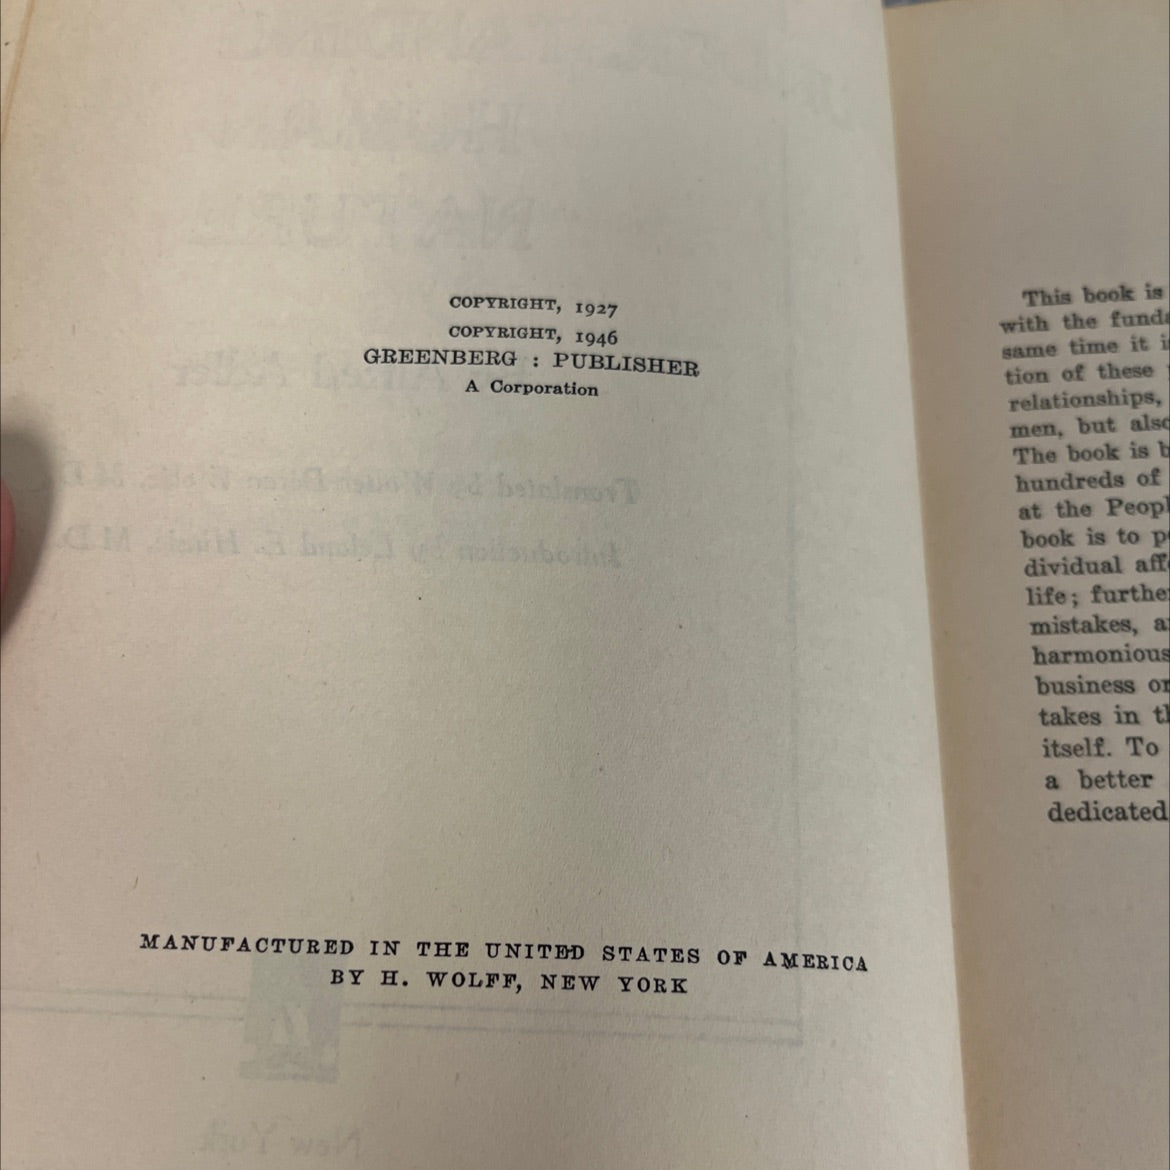 COPYRIGHT, 1927
COPYRIGHT, 1946
GREENBERG : PUBLISHER
A Corporation
MANUFACTURED IN THE UNITED STATES OF AMERICA
BY H. WOLFF, NEW YORK
This book is
with the funda
same time it i
tion of these
relationships,
men, but also
The book is b
hundreds of
at the Peopl
book is to p
dividual aff
life; furthe
mistakes, a
harmonious
business or
takes in th
itself. To
a better
dedicated